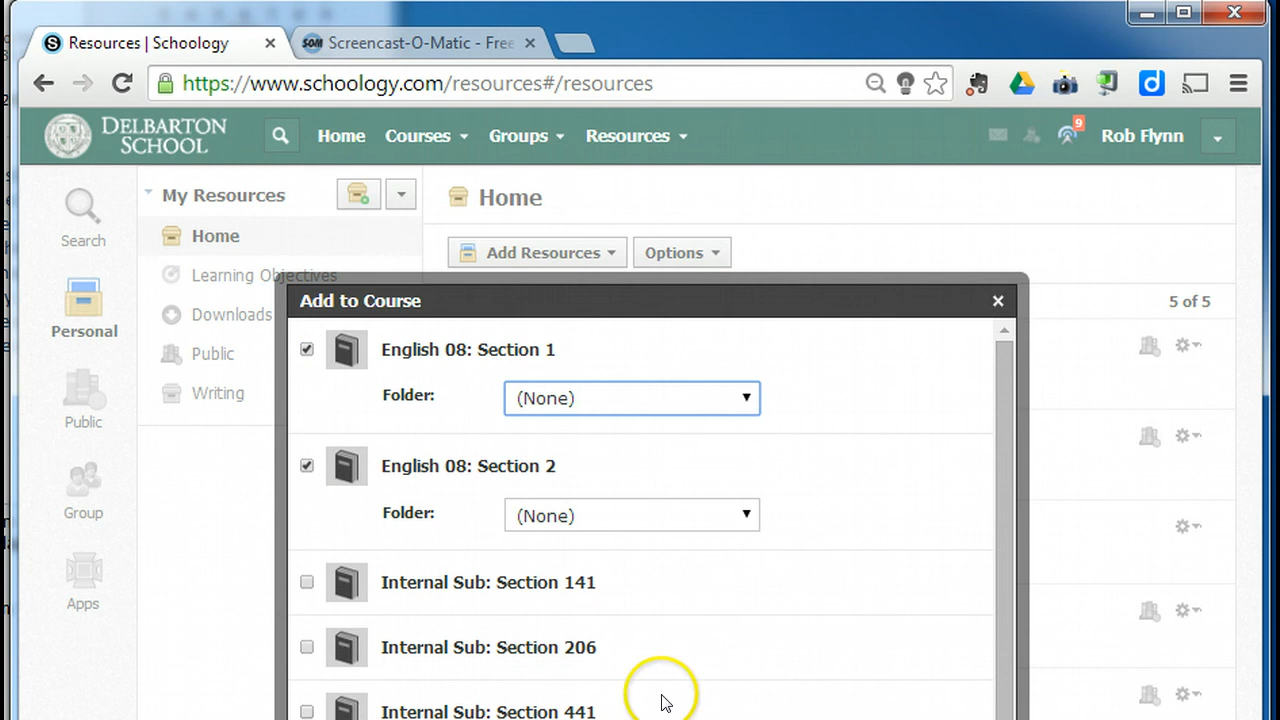 Resources | Schoology
Screencast-O-Matic - Free
https://www.schoology.com/resources#/resources
DELBARTON
SCHOOL
Home
Courses
Groups
Resources
9
Rob Flynn
My Resources
Home
Search
Home
Learning Objectives
Add Resources
Options
Downloads
Add to Course
5 of 5
Personal
Public
English 08: Section 1
Writing
Folder:
(None)
Public
English 08: Section 2
Group
Folder:
(None)
Internal Sub: Section 141
Apps
Internal Sub: Section 206
Internal Sub: Section 441